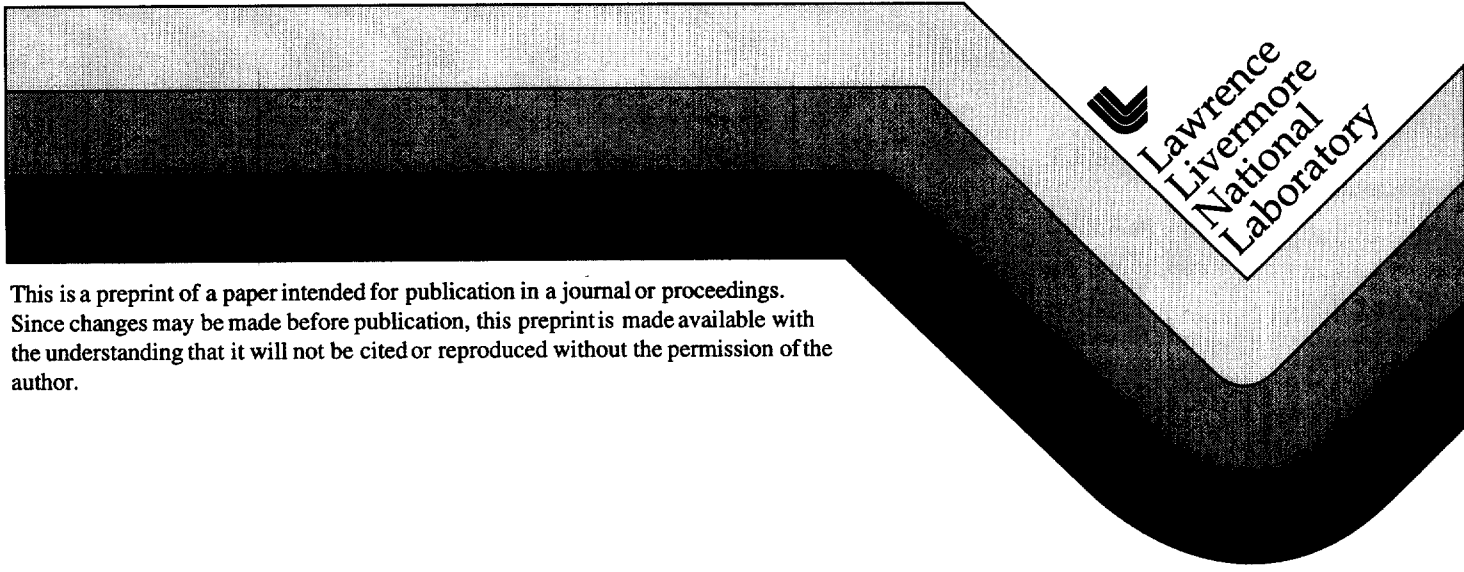 Lawrence
Livermore
National
Laboratory
This is a preprint of a paper intended for publication in a journal or proceedings.
Since changes may be made before publication, this preprint is made available with
the understanding that it will not be cited or reproduced without the permission of the
author.